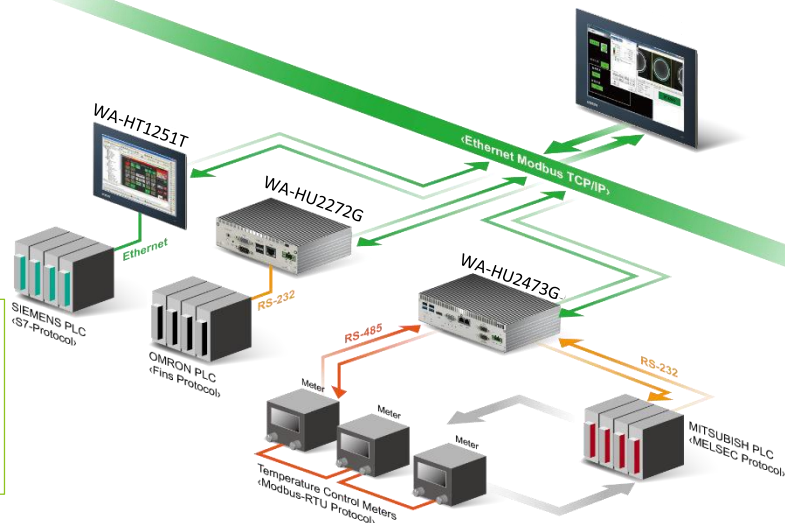 WA-HT1251T
‹Ethernet Modbus TCP/IP›
WA-HU2272G
Ethernet
WA-HU2473G
RS-232
SIEMENS PLC
‹S7-Protocol›
RS-485
OMRON PLC
‹Fins Protocol›
RS-232
Meter
Meter
Meter
MITSUBISH PLC
‹MELSEC Protocol›
Temperature Control Meters
‹Modbus-RTU Protocol›